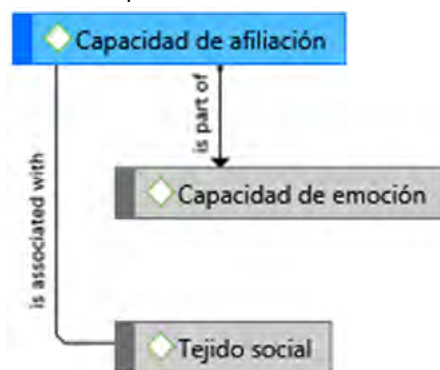 Capacidad de afiliación
is part of
is associated with
Capacidad de emoción
Tejido social